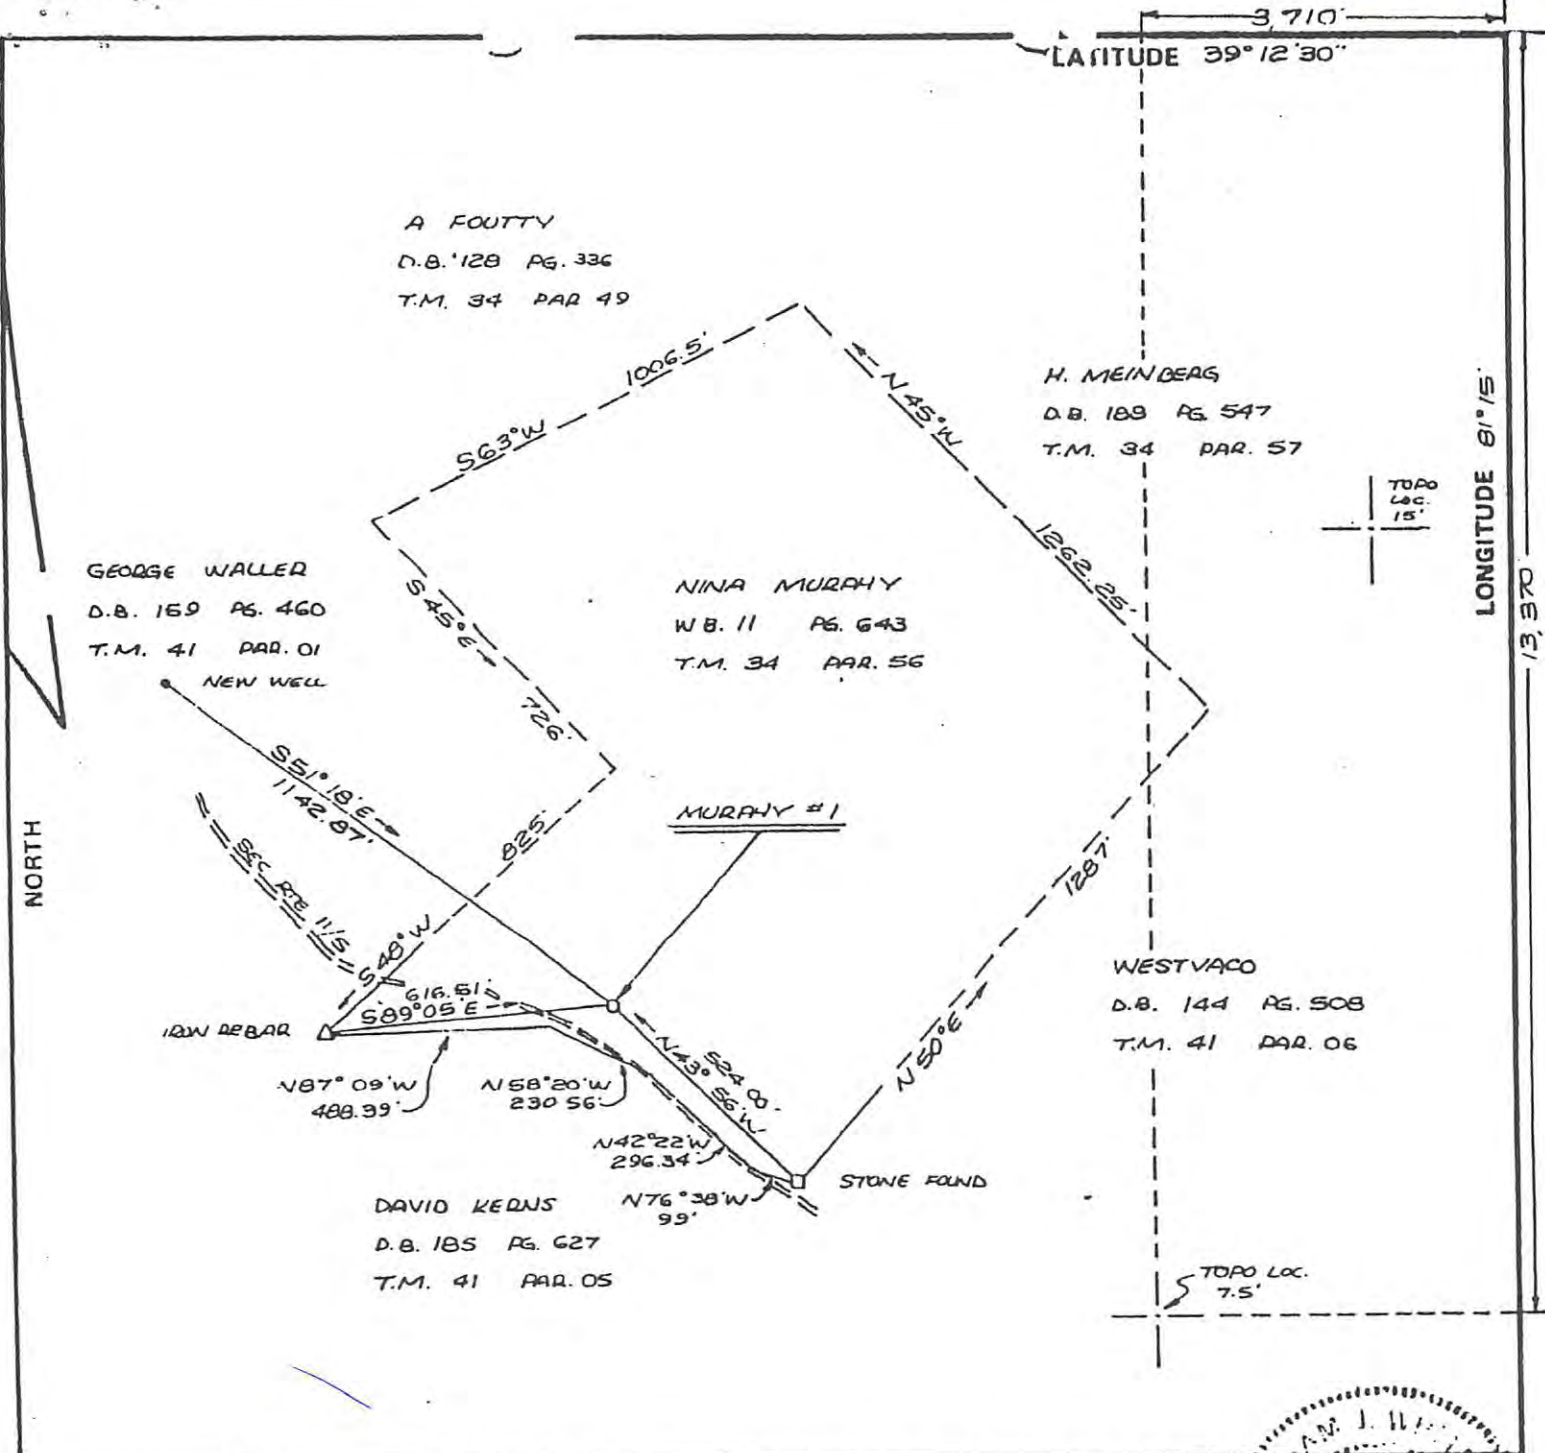 3,710'
LATITUDE 39°12'30"
A FOUTTY
D.B. 128 PG. 336
T.M. 34 PAR 49
1006.5'
S63°W
N45°W
1262.25'
H. MEINBERG
D.B. 189 PG. 547
T.M. 34 PAR. 57
TOPO
LOC.
15'
LONGITUDE 81°15'
13,370'
GEORGE WALLER
D.B. 159 PG. 460
T.M. 41 PAR. 01
NEW WELL
S45°E
726'
NINA MURPHY
W B. 11 PG. 643
T.M. 34 PAR. 56
S51°18'E
1142.87'
825'
S48°W
MURPHY #1
1287'
N50°E
NORTH
SEC RTE 11/5
616.51'
S89°05'E
IRON REBAR
N87°09'W
488.39'
N58°20'W
230.56'
524.00'
N43°56'W
N42°22'W
296.34'
N76°38'W
99'
STONE FOUND
WESTVACO
D.B. 144 PG. 508
T.M. 41 PAR. 06
DAVID KERNS
D.B. 185 PG. 627
T.M. 41 PAR. 05
TOPO LOC.
7.5'